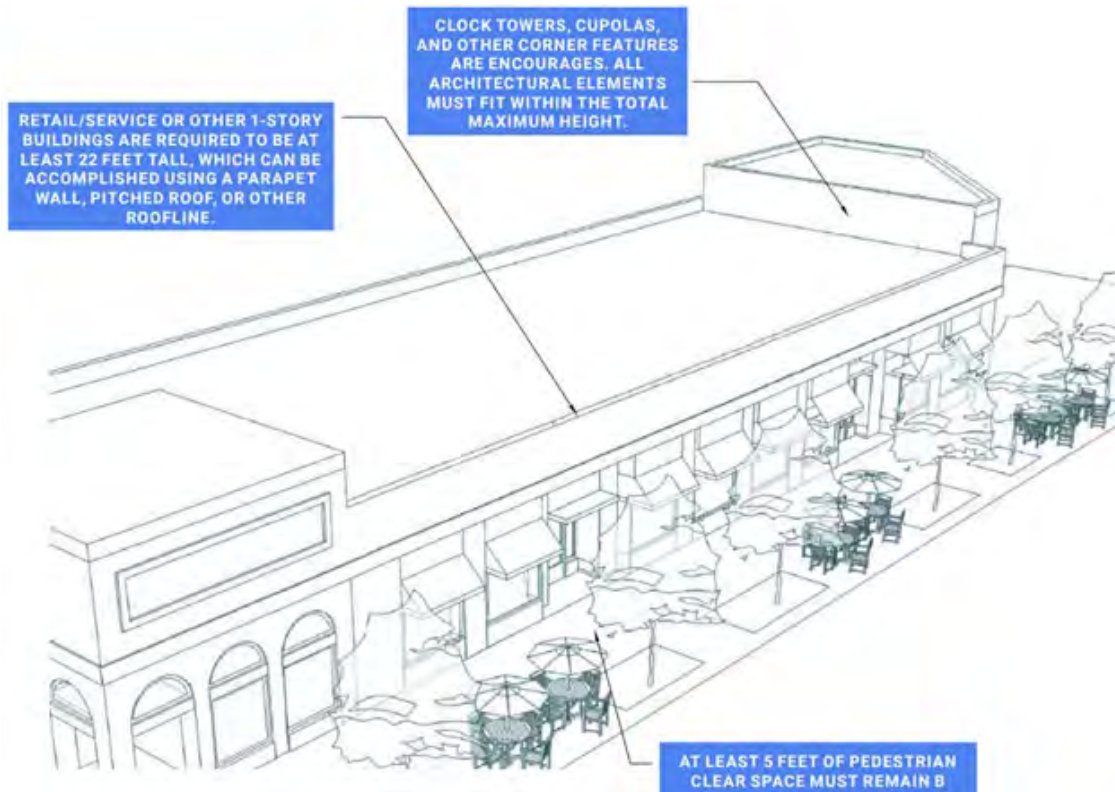 CLOCK TOWERS, CUPOLAS,
AND OTHER CORNER FEATURES
ARE ENCOURAGES. ALL
ARCHITECTURAL ELEMENTS
MUST FIT WITHIN THE TOTAL
MAXIMUM HEIGHT.
RETAIL/SERVICE OR OTHER 1-STORY
BUILDINGS ARE REQUIRED TO BE AT
LEAST 22 FEET TALL, WHICH CAN BE
ACCOMPLISHED USING A PARAPET
WALL, PITCHED ROOF, OR OTHER
ROOFLINE.
AT LEAST 5 FEET OF PEDESTRIAN
CLEAR SPACE MUST REMAIN B